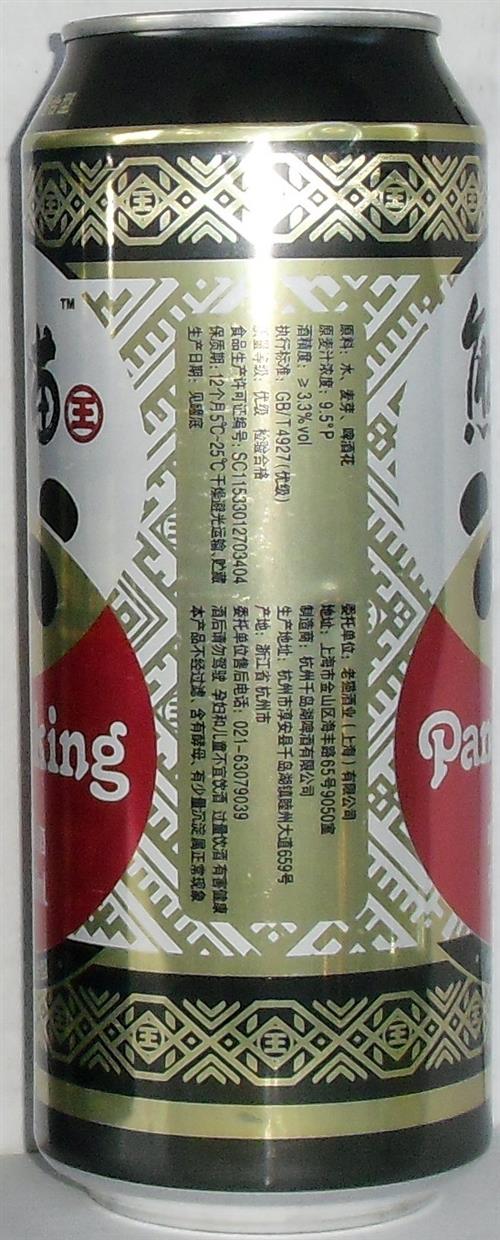 ™
猫
王
熊
king
Pan
原料：水、麦芽、啤酒花
原麦汁浓度：9.5°P
酒精度：≥3.3%vol
执行标准：GB/T4927(优级)
质量等级：优级 检验合格
食品生产许可证编号：SC11533012703404
保质期：12个月5℃-25℃干燥避光运输、贮藏
生产日期：见罐底
委托单位：老猫酒业（上海）有限公司
地址：上海市金山区海丰路65号9050室
制造商：杭州千岛湖啤酒有限公司
生产地址：杭州市淳安县千岛湖镇睦州大道659号
产地：浙江省杭州市
委托单位售后电话：021-63079039
酒后请勿驾驶 孕妇和儿童不宜饮酒 过量饮酒有害健康
本产品不经过滤、含有酵母、有少量沉淀属正常现象